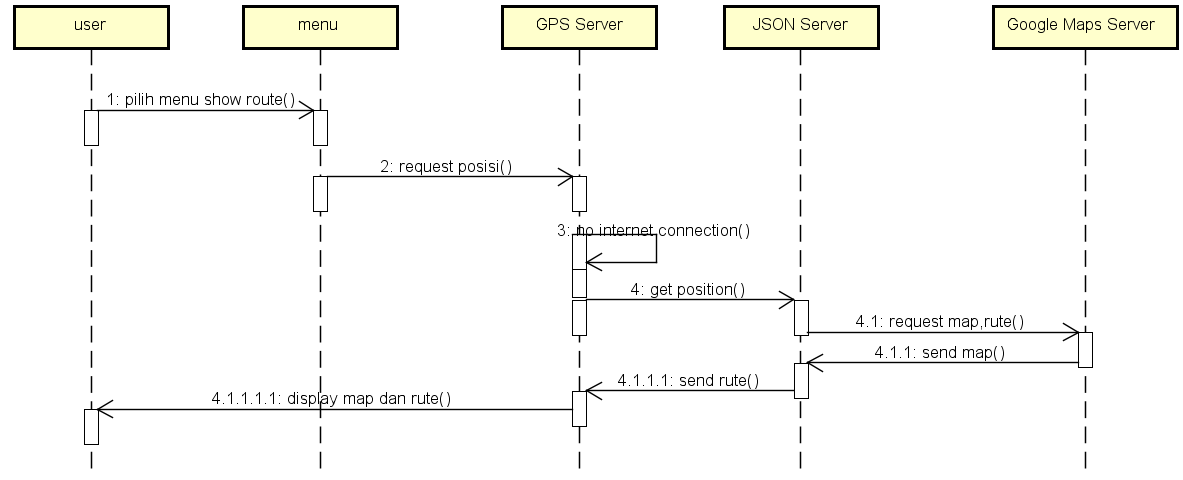 user
menu
GPS Server
JSON Server
Google Maps Server
1: pilih menu show route()
2: request posisi()
3: no internet connection()
4: get position()
4.1: request map,rute()
4.1.1: send map()
4.1.1.1: send rute()
4.1.1.1.1: display map dan rute()